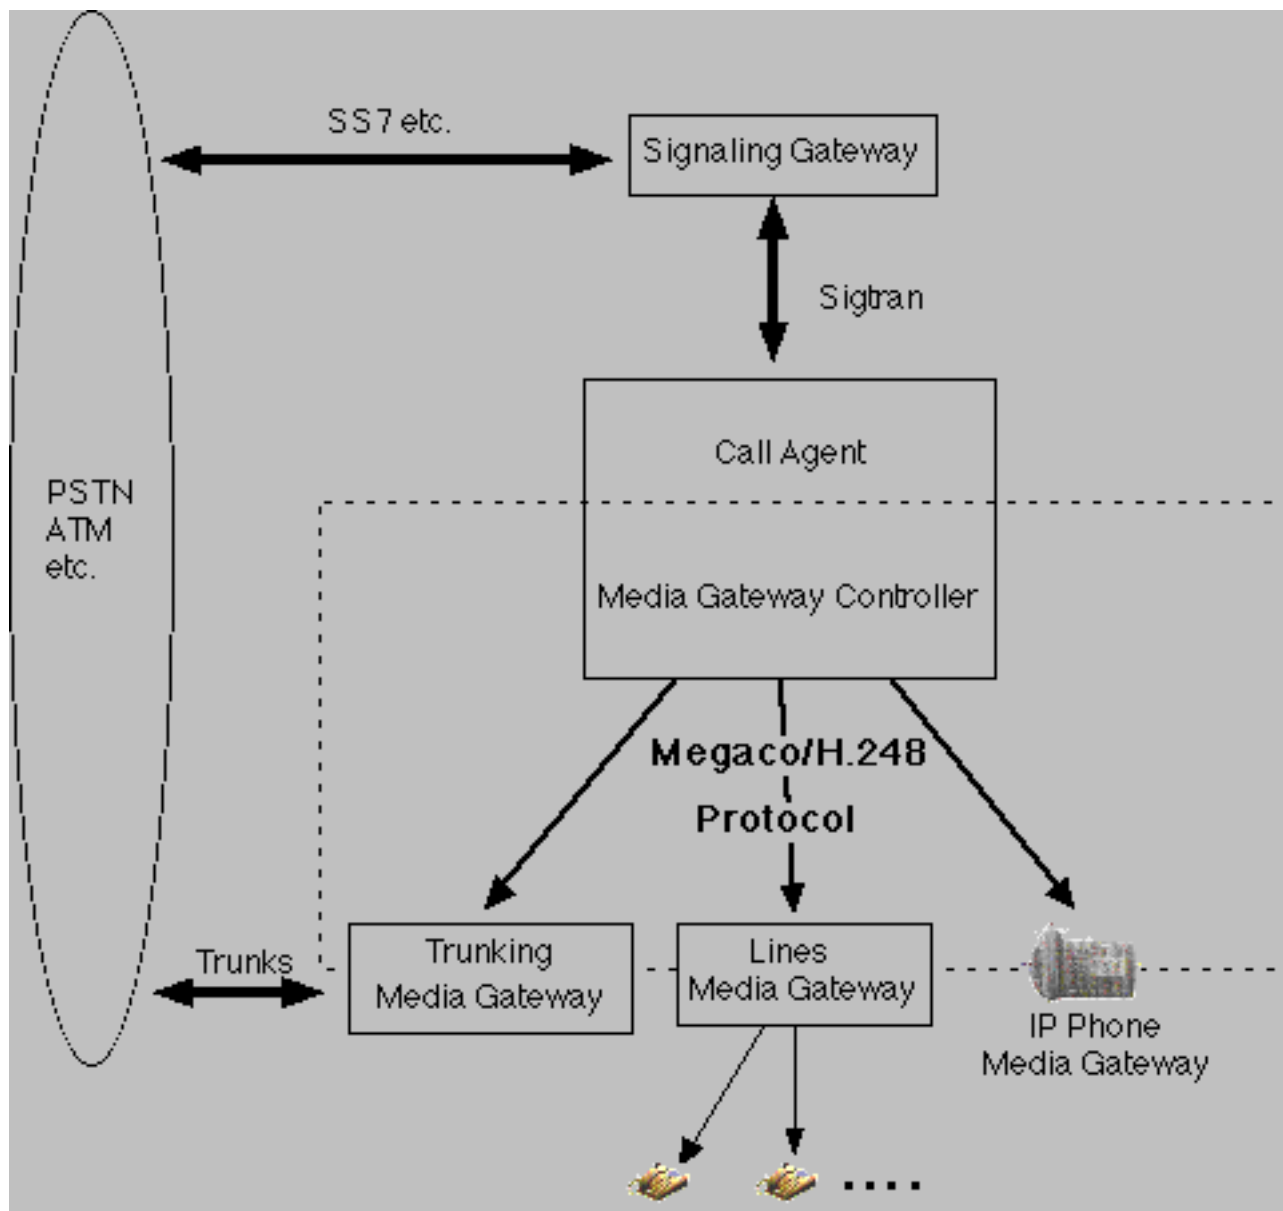 SS7 etc.
Signaling Gateway
Sigtran
Call Agent
PSTN
ATM
etc.
Media Gateway Controller
Megaco/H.248
Protocol
Trunks
Trunking
Media Gateway
Lines
Media Gateway
IP Phone
Media Gateway
....